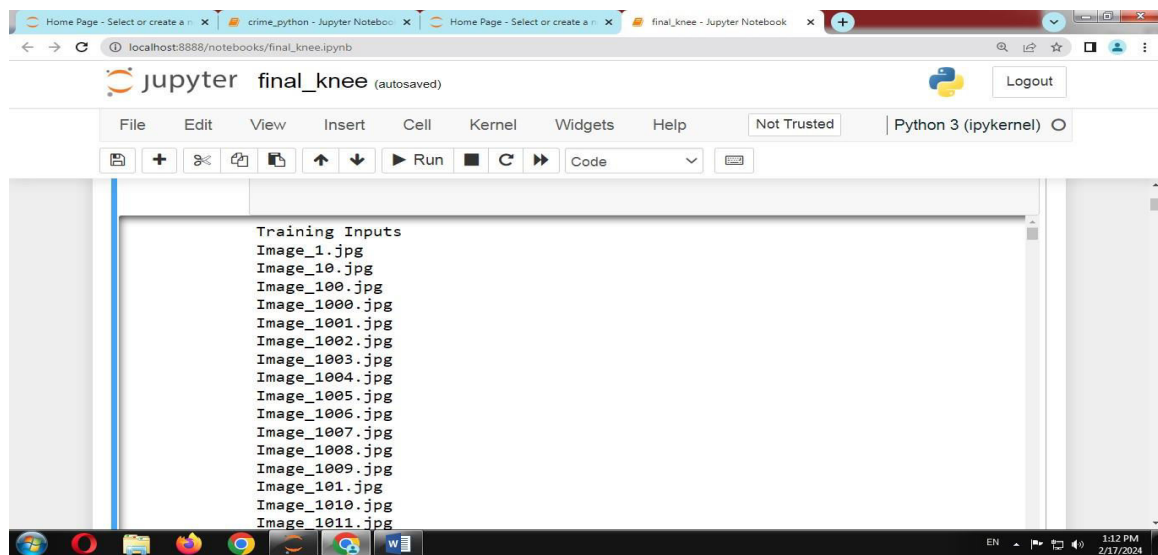 Home Page - Select or create a n
crime_python - Jupyter Noteboo
Home Page - Select or create a n
final_knee - Jupyter Notebook
localhost:8888/notebooks/final_knee.ipynb
jupyter final_knee (autosaved)
Logout
File Edit View Insert Cell Kernel Widgets Help Not Trusted Python 3 (ipykernel)
Run Code
Training Inputs
Image_1.jpg
Image_10.jpg
Image_100.jpg
Image_1000.jpg
Image_1001.jpg
Image_1002.jpg
Image_1003.jpg
Image_1004.jpg
Image_1005.jpg
Image_1006.jpg
Image_1007.jpg
Image_1008.jpg
Image_1009.jpg
Image_101.jpg
Image_1010.jpg
Image_1011.jpg
W
EN 1:12 PM
2/17/2024